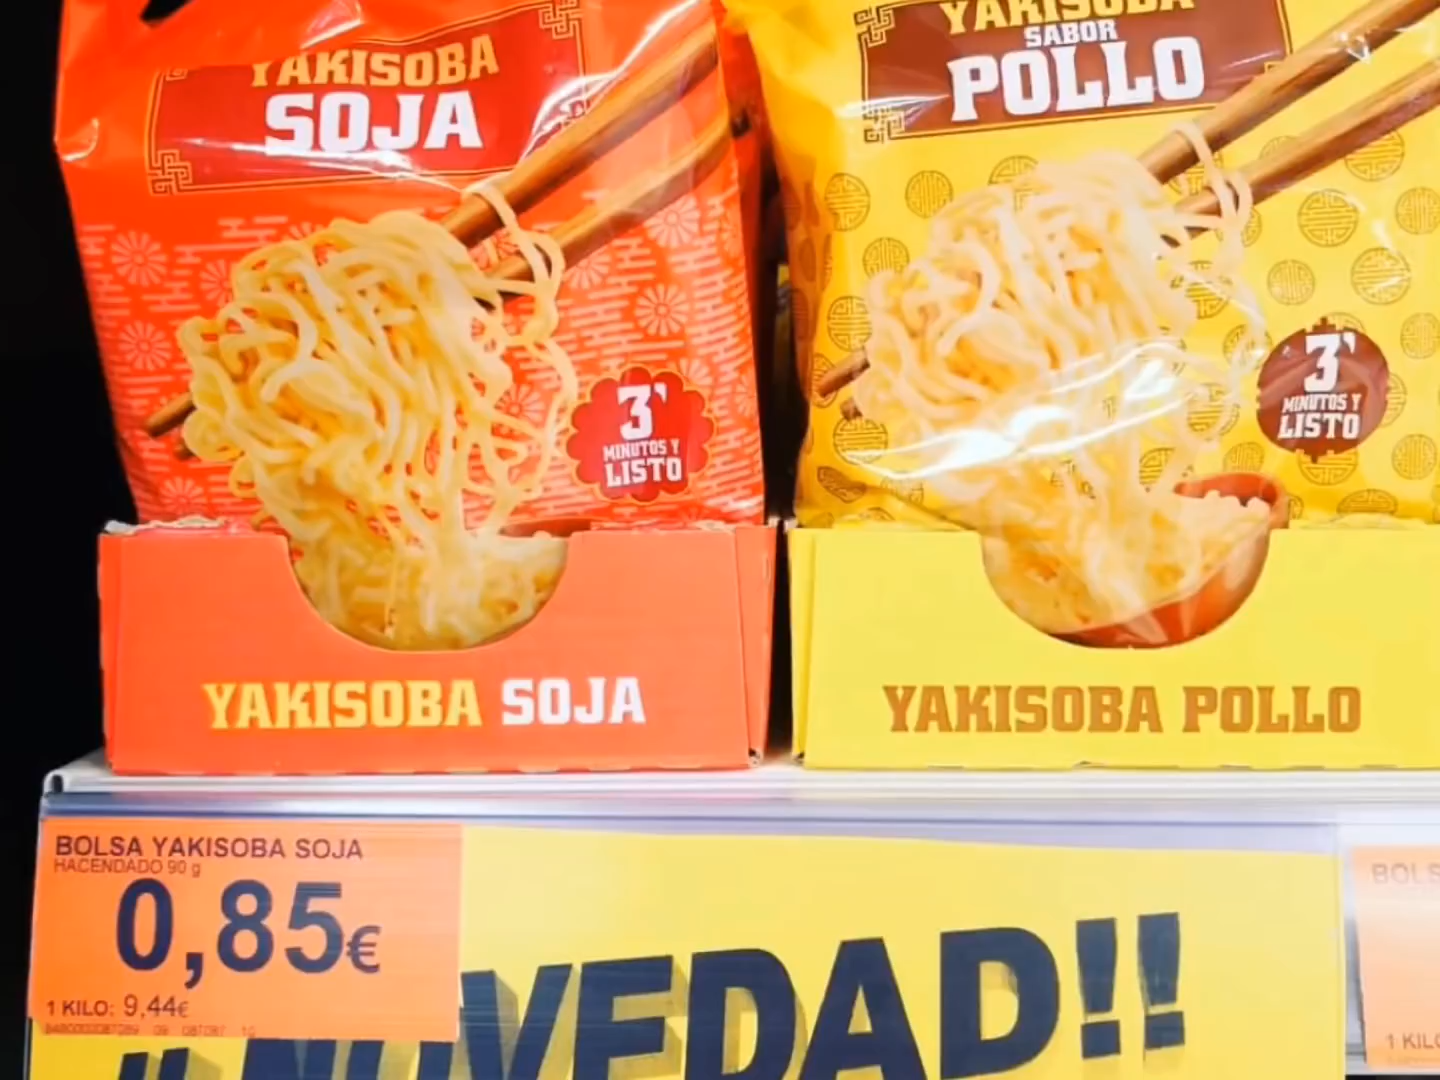 YAKISOBA
SOJA
3'
MINUTOS Y
LISTO
YAKISOBA
SABOR
POLLO
3'
MINUTOS Y
LISTO
YAKISOBA SOJA
YAKISOBA POLLO
BOLSA YAKISOBA SOJA
HACENDADO 90 g
0,85€
1 KILO: 9,44€
NOVEDAD!!
1 KILO